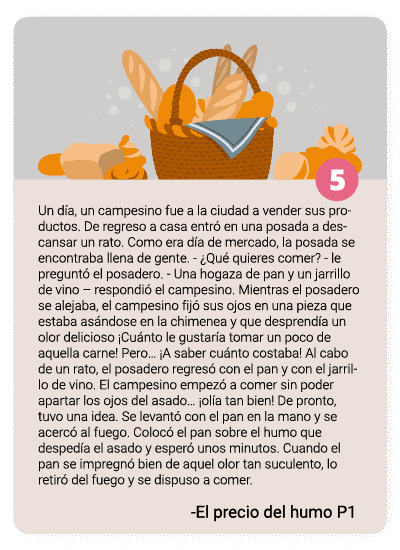 5
Un día, un campesino fue a la ciudad a vender sus pro-
ductos. De regreso a casa entró en una posada a des-
cansar un rato. Como era día de mercado, la posada se
encontraba llena de gente. - ¿Qué quieres comer? - le
preguntó el posadero. - Una hogaza de pan y un jarrillo
de vino – respondió el campesino. Mientras el posadero
se alejaba, el campesino fijó sus ojos en una pieza que
estaba asándose en la chimenea y que desprendía un
olor delicioso ¡Cuánto le gustaría tomar un poco de
aquella carne! Pero... ¡A saber cuánto costaba! Al cabo
de un rato, el posadero regresó con el pan y con el jarril-
lo de vino. El campesino empezó a comer sin poder
apartar los ojos del asado... ¡olía tan bien! De pronto,
tuvo una idea. Se levantó con el pan en la mano y se
acercó al fuego. Colocó el pan sobre el humo que
despedía el asado y esperó unos minutos. Cuando el
pan se impregnó bien de aquel olor tan suculento, lo
retiró del fuego y se dispuso a comer.
-El precio del humo P1